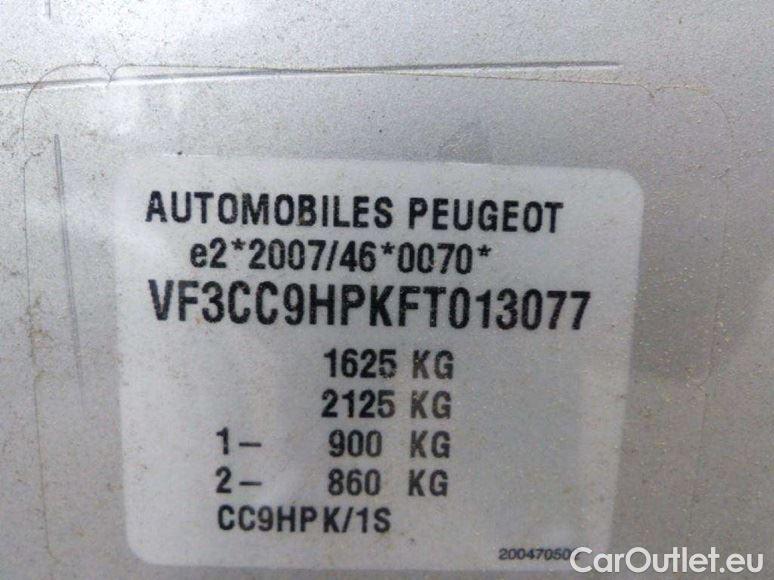 AUTOMOBILES PEUGEOT
e2*2007/46*0070*
VF3CC9HPKFT013077
1625 KG
2125 KG
1- 900 KG
2- 860 KG
CC9HPK/1S
CarOutlet.eu